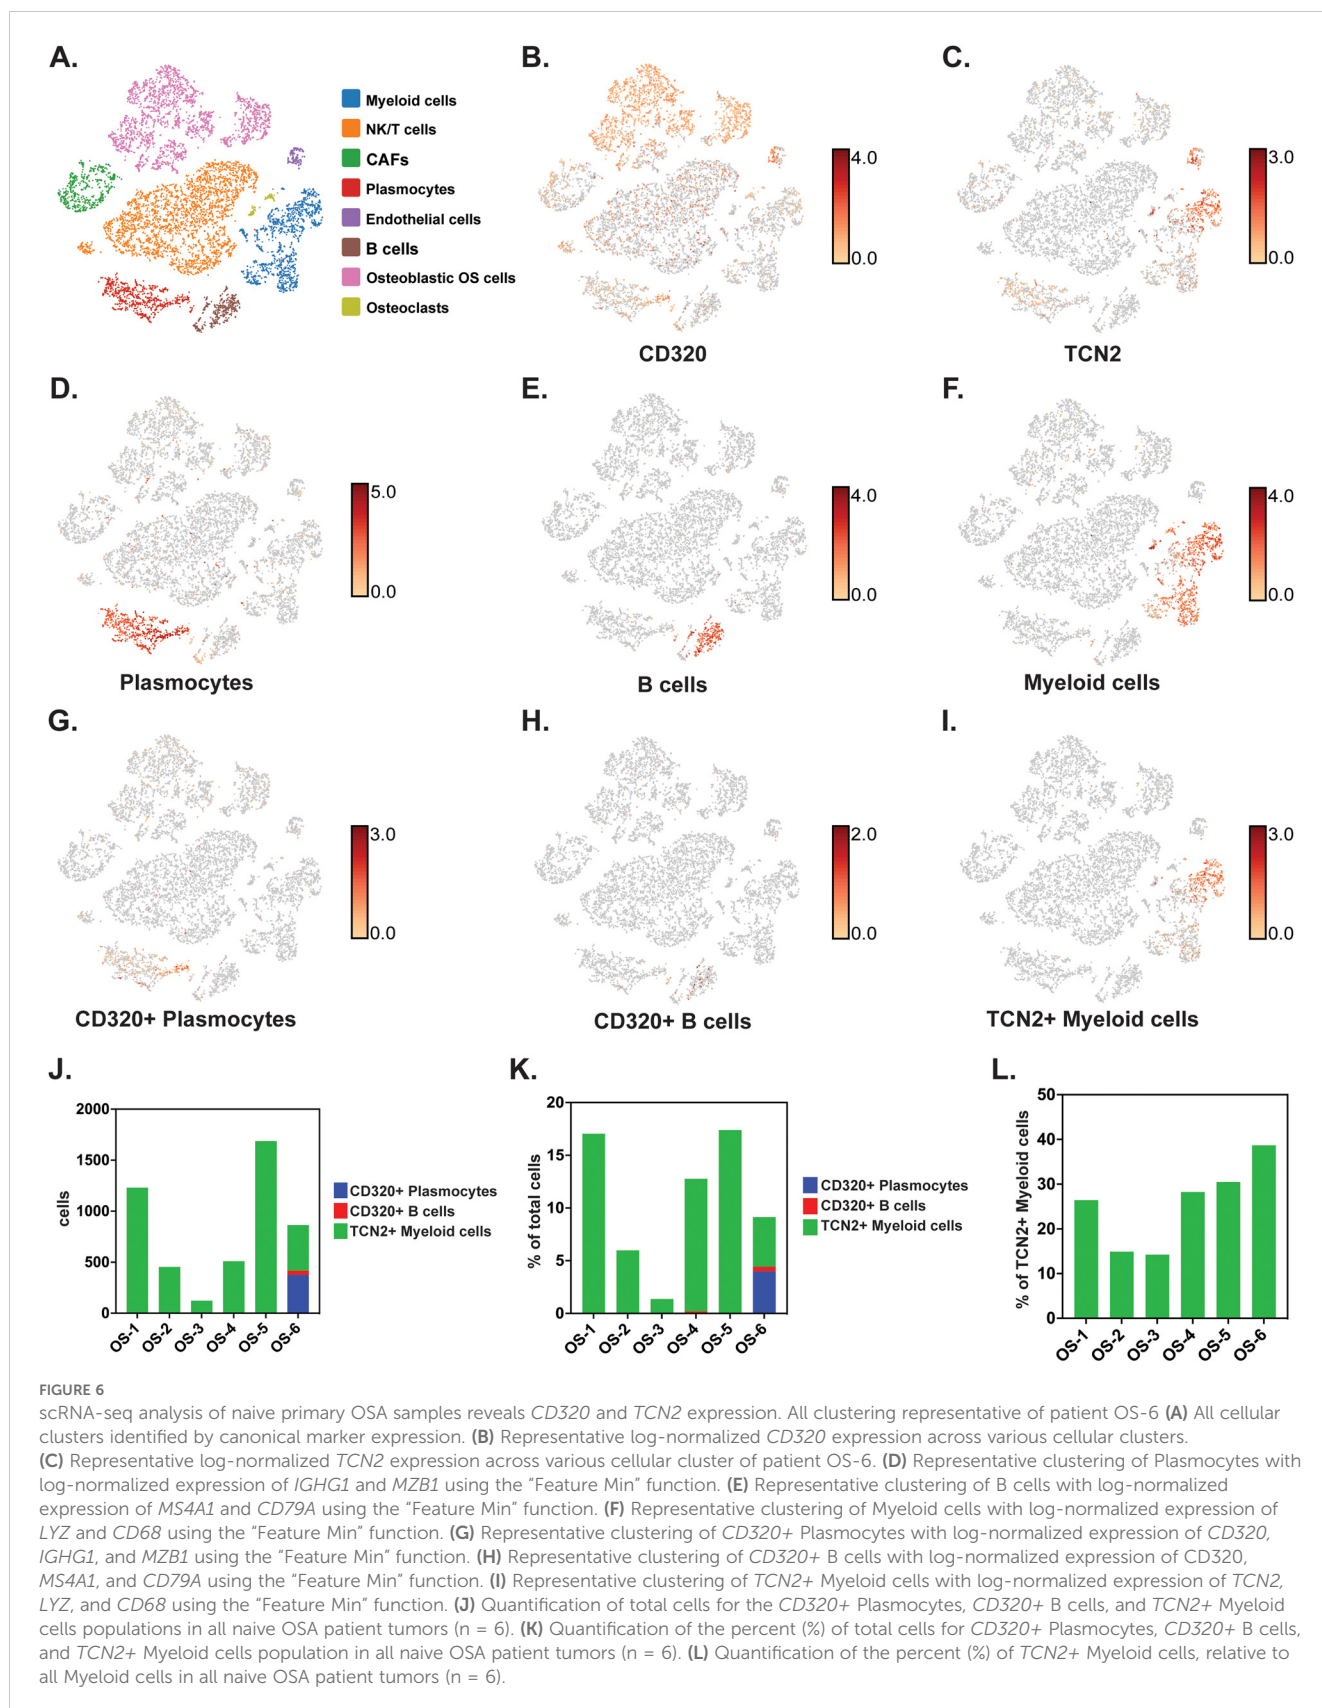 A.
Myeloid cells
NK/T cells
CAFs
Plasmocytes
Endothelial cells
B cells
Osteoblastic OS cells
Osteoclasts
B.
4.0
0.0
CD320
C.
3.0
0.0
TCN2
D.
5.0
0.0
Plasmocytes
E.
4.0
0.0
B cells
F.
4.0
0.0
Myeloid cells
G.
3.0
0.0
CD320+ Plasmocytes
H.
2.0
0.0
CD320+ B cells
I.
3.0
0.0
TCN2+ Myeloid cells
J.
cells
2000
1500
1000
500
0
OS-1
OS-2
OS-3
OS-4
OS-5
OS-6
CD320+ Plasmocytes
CD320+ B cells
TCN2+ Myeloid cells
K.
% of total cells
20
15
10
5
0
OS-1
OS-2
OS-3
OS-4
OS-5
OS-6
CD320+ Plasmocytes
CD320+ B cells
TCN2+ Myeloid cells
L.
% of TCN2+ Myeloid cells
50
40
30
20
10
0
OS-1
OS-2
OS-3
OS-4
OS-5
OS-6
FIGURE 6
scRNA-seq analysis of naive primary OSA samples reveals CD320 and TCN2 expression. All clustering representative of patient OS-6 (A) All cellular
clusters identified by canonical marker expression. (B) Representative log-normalized CD320 expression across various cellular clusters.
(C) Representative log-normalized TCN2 expression across various cellular cluster of patient OS-6. (D) Representative clustering of Plasmocytes with
log-normalized expression of IGHG1 and MZB1 using the "Feature Min" function. (E) Representative clustering of B cells with log-normalized
expression of MS4A1 and CD79A using the "Feature Min" function. (F) Representative clustering of Myeloid cells with log-normalized expression of
LYZ and CD68 using the "Feature Min" function. (G) Representative clustering of CD320+ Plasmocytes with log-normalized expression of CD320,
IGHG1, and MZB1 using the "Feature Min" function. (H) Representative clustering of CD320+ B cells with log-normalized expression of CD320,
MS4A1, and CD79A using the "Feature Min" function. (I) Representative clustering of TCN2+ Myeloid cells with log-normalized expression of TCN2,
LYZ, and CD68 using the "Feature Min" function. (J) Quantification of total cells for the CD320+ Plasmocytes, CD320+ B cells, and TCN2+ Myeloid
cells populations in all naive OSA patient tumors (n = 6). (K) Quantification of the percent (%) of total cells for CD320+ Plasmocytes, CD320+ B cells,
and TCN2+ Myeloid cells population in all naive OSA patient tumors (n = 6). (L) Quantification of the percent (%) of TCN2+ Myeloid cells, relative to
all Myeloid cells in all naive OSA patient tumors (n = 6).